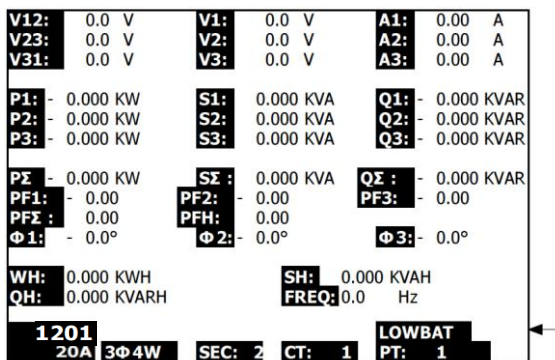 V12: 0.0 V V1: 0.0 V A1: 0.00 A
V23: 0.0 V V2: 0.0 V A2: 0.00 A
V31: 0.0 V V3: 0.0 V A3: 0.00 A
P1: - 0.000 KW S1: 0.000 KVA Q1: - 0.000 KVAR
P2: - 0.000 KW S2: 0.000 KVA Q2: - 0.000 KVAR
P3: - 0.000 KW S3: 0.000 KVA Q3: - 0.000 KVAR
PΣ - 0.000 KW SΣ : 0.000 KVA QΣ : - 0.000 KVAR
PF1: - 0.00 PF2: - 0.00 PF3: - 0.00
PFΣ : 0.00 PFH: 0.00
Φ1: - 0.0° Φ2: - 0.0° Φ3: - 0.0°
WH: 0.000 KWH SH: 0.000 KVAH
QH: 0.000 KVARH FREQ: 0.0 Hz
1201 LOWBAT
20A 3Φ4W SEC: 2 CT: 1 PT: 1